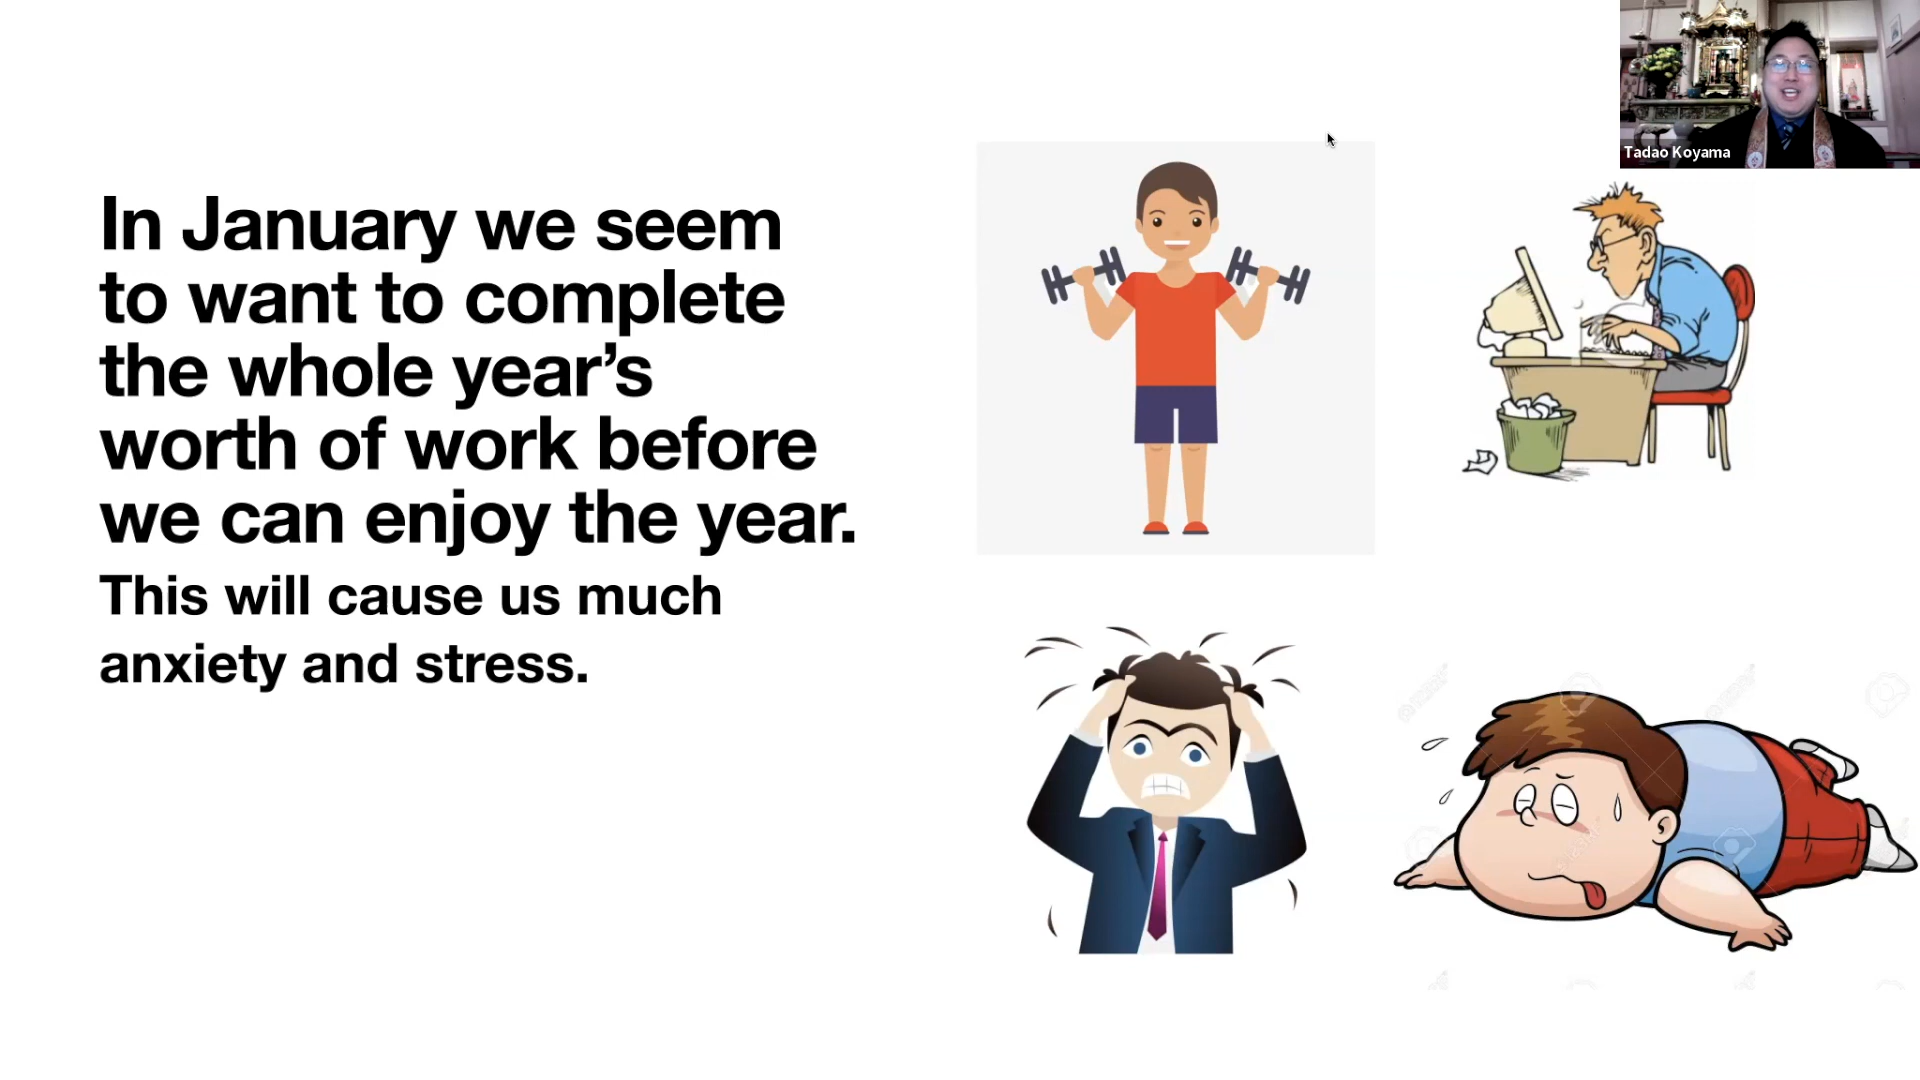 In January we seem
to want to complete
the whole year’s
worth of work before
we can enjoy the year.
This will cause us much
anxiety and stress.
Tadao Koyama